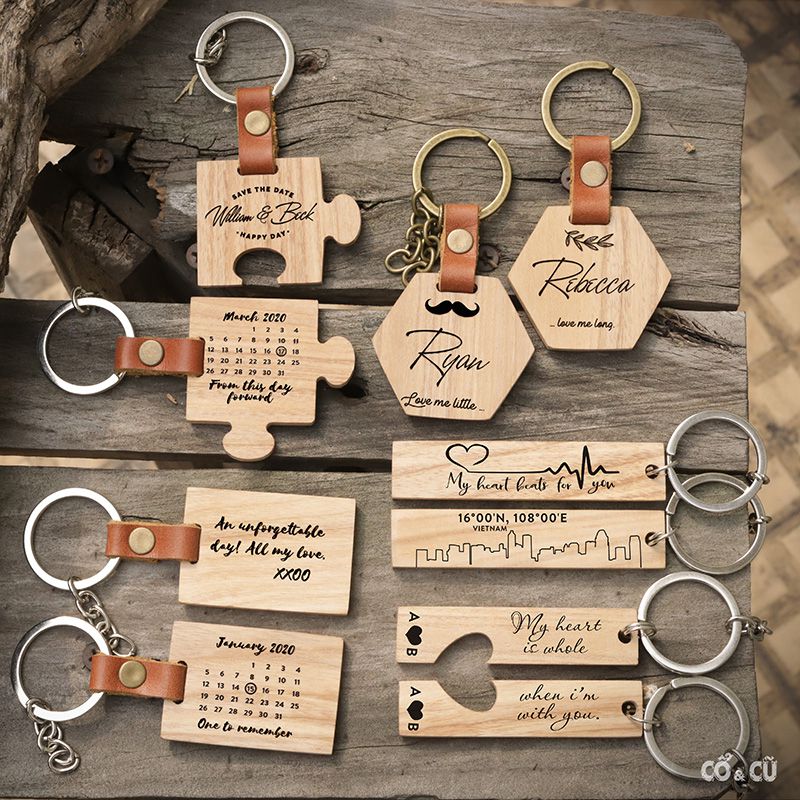 SAVE THE DATE
William & Beck
• HAPPY DAY •
Rebecca
... love me long.
Ryan
Love me little ...
March 2020
1 2 3 4
5 6 7 8 9 10 11
12 13 14 15 16 17 18
19 20 21 22 23 24 25
26 27 28 29 30 31
From this day
forward
My heart beats for you
16°00'N, 108°00'E
VIETNAM
An unforgettable
day! All my love.
XXOO
A♥B
My heart
is whole
January 2020
1 2 3 4
5 6 7 8 9 10 11
12 13 14 15 16 17 18
19 20 21 22 23 24 25
26 27 28 29 30 31
One to remember
A♥B
when i'm
with you.
CỖ & CŨ